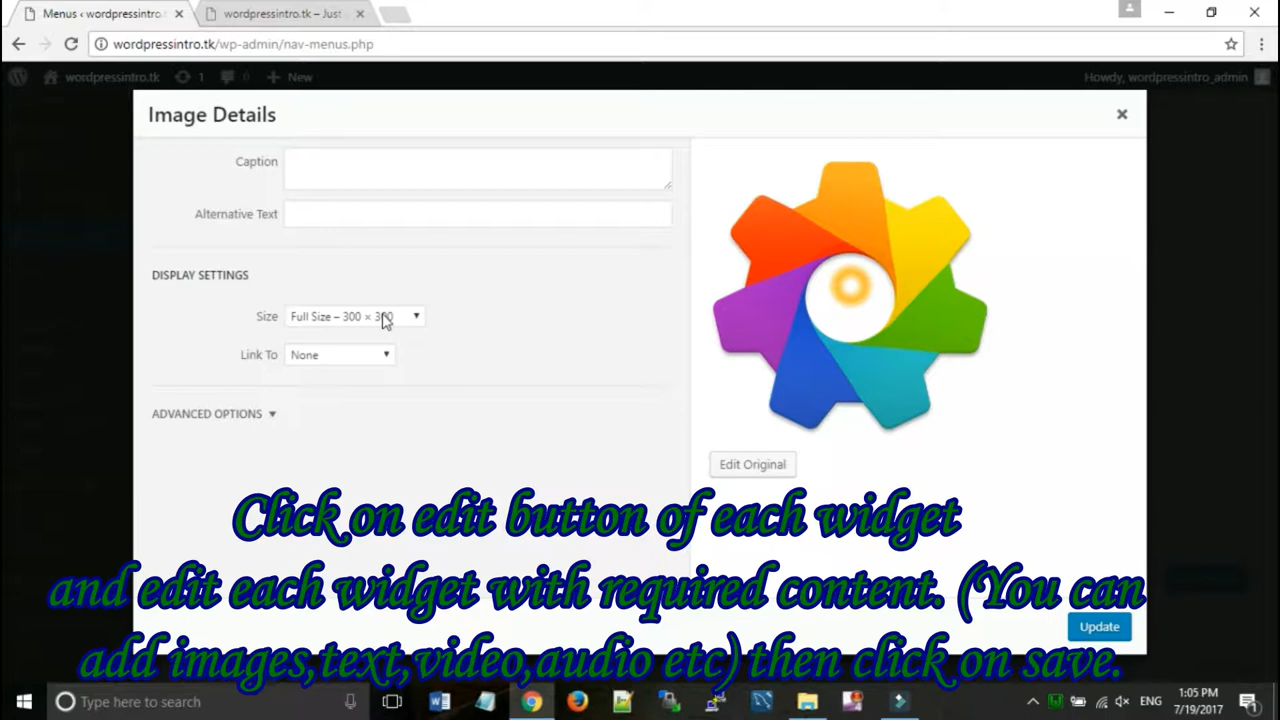 Menus ‹ wordpressintro.t
wordpressintro.tk – Just
wordpressintro.tk/wp-admin/nav-menus.php
wordpressintro.tk 1 0 New Howdy, wordpressintro_admin
Image Details
Caption
Alternative Text
DISPLAY SETTINGS
Size Full Size – 300 × 300
Link To None
ADVANCED OPTIONS
Edit Original
Click on edit button of each widget
and edit each widget with required content. (You can
add images,text,video,audio etc) then click on save.
Update
Type here to search
ENG
1:05 PM
7/19/2017